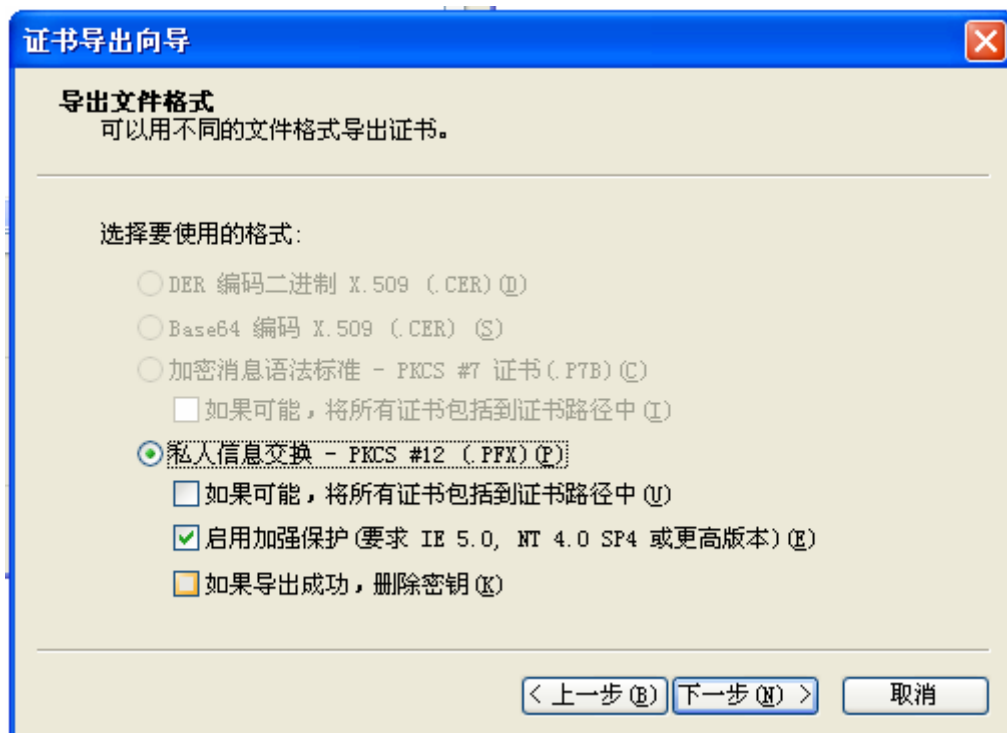 证书导出向导
导出文件格式
可以用不同的文件格式导出证书。
选择要使用的格式:
DER 编码二进制 X.509 (.CER)(D)
Base64 编码 X.509 (.CER) (S)
加密消息语法标准 - PKCS #7 证书(.P7B)(C)
如果可能，将所有证书包括到证书路径中(I)
私人信息交换 - PKCS #12 (.PFX)(P)
如果可能，将所有证书包括到证书路径中(U)
启用加强保护(要求 IE 5.0, NT 4.0 SP4 或更高版本)(E)
如果导出成功，删除密钥(K)
< 上一步(B) 下一步(N) > 取消